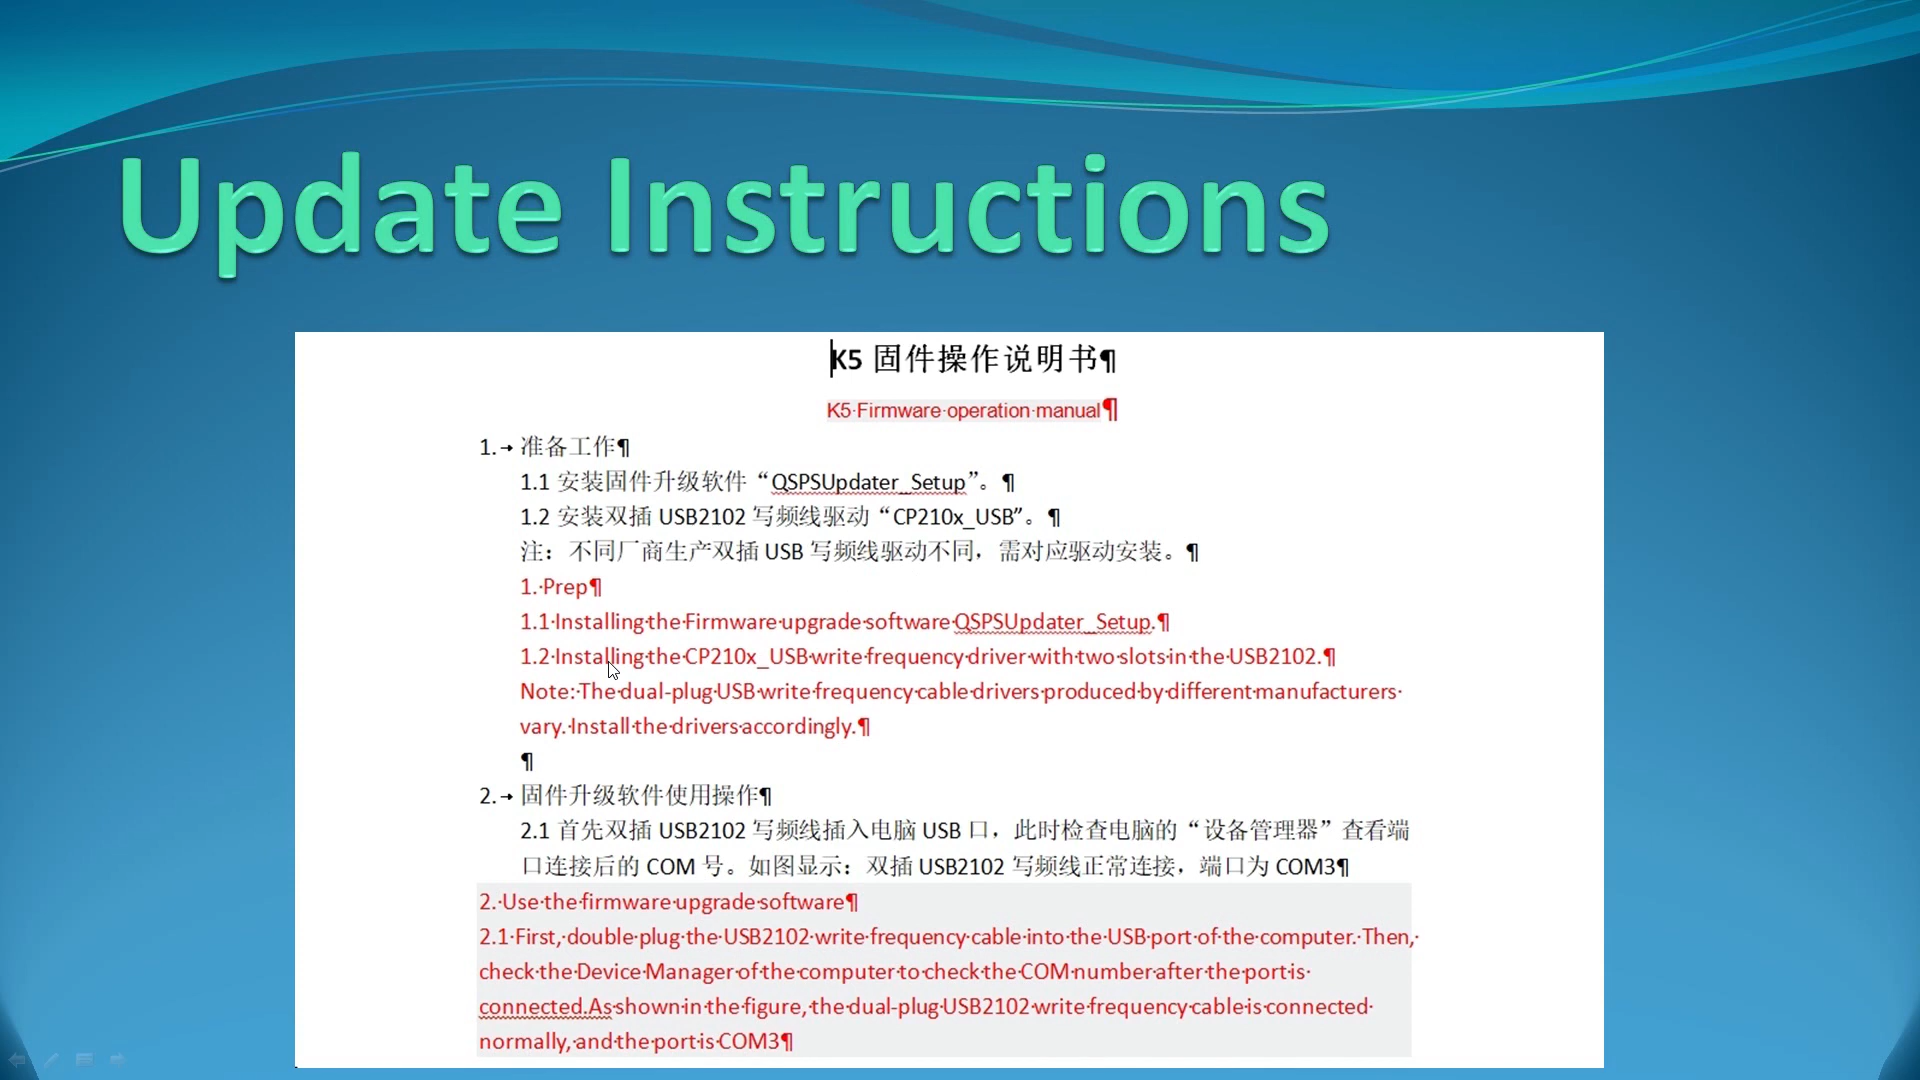 Update Instructions
K5 固件操作说明书¶
K5·Firmware·operation·manual¶
1.→ 准备工作¶
1.1 安装固件升级软件“QSPSUpdater_Setup”。¶
1.2 安装双插 USB2102 写频线驱动“CP210x_USB”。¶
注：不同厂商生产双插 USB 写频线驱动不同，需对应驱动安装。¶
1.·Prep¶
1.1·Installing·the·Firmware·upgrade·software·QSPSUpdater_Setup.¶
1.2·Installing·the·CP210x_USB·write·frequency·driver·with·two·slots·in·the·USB2102.¶
Note:·The·dual-plug·USB·write·frequency·cable·drivers·produced·by·different·manufacturers·
vary.·Install·the·drivers·accordingly.¶
¶
2.→ 固件升级软件使用操作¶
2.1 首先双插 USB2102 写频线插入电脑 USB 口，此时检查电脑的“设备管理器”查看端
口连接后的 COM 号。如图显示：双插 USB2102 写频线正常连接，端口为 COM3¶
2.·Use·the·firmware·upgrade·software¶
2.1·First,·double·plug·the·USB2102·write·frequency·cable·into·the·USB·port·of·the·computer.·Then,·
check·the·Device·Manager·of·the·computer·to·check·the·COM·number·after·the·port·is·
connected.As·shown·in·the·figure,·the·dual-plug·USB2102·write·frequency·cable·is·connected·
normally,·and·the·port·is·COM3¶